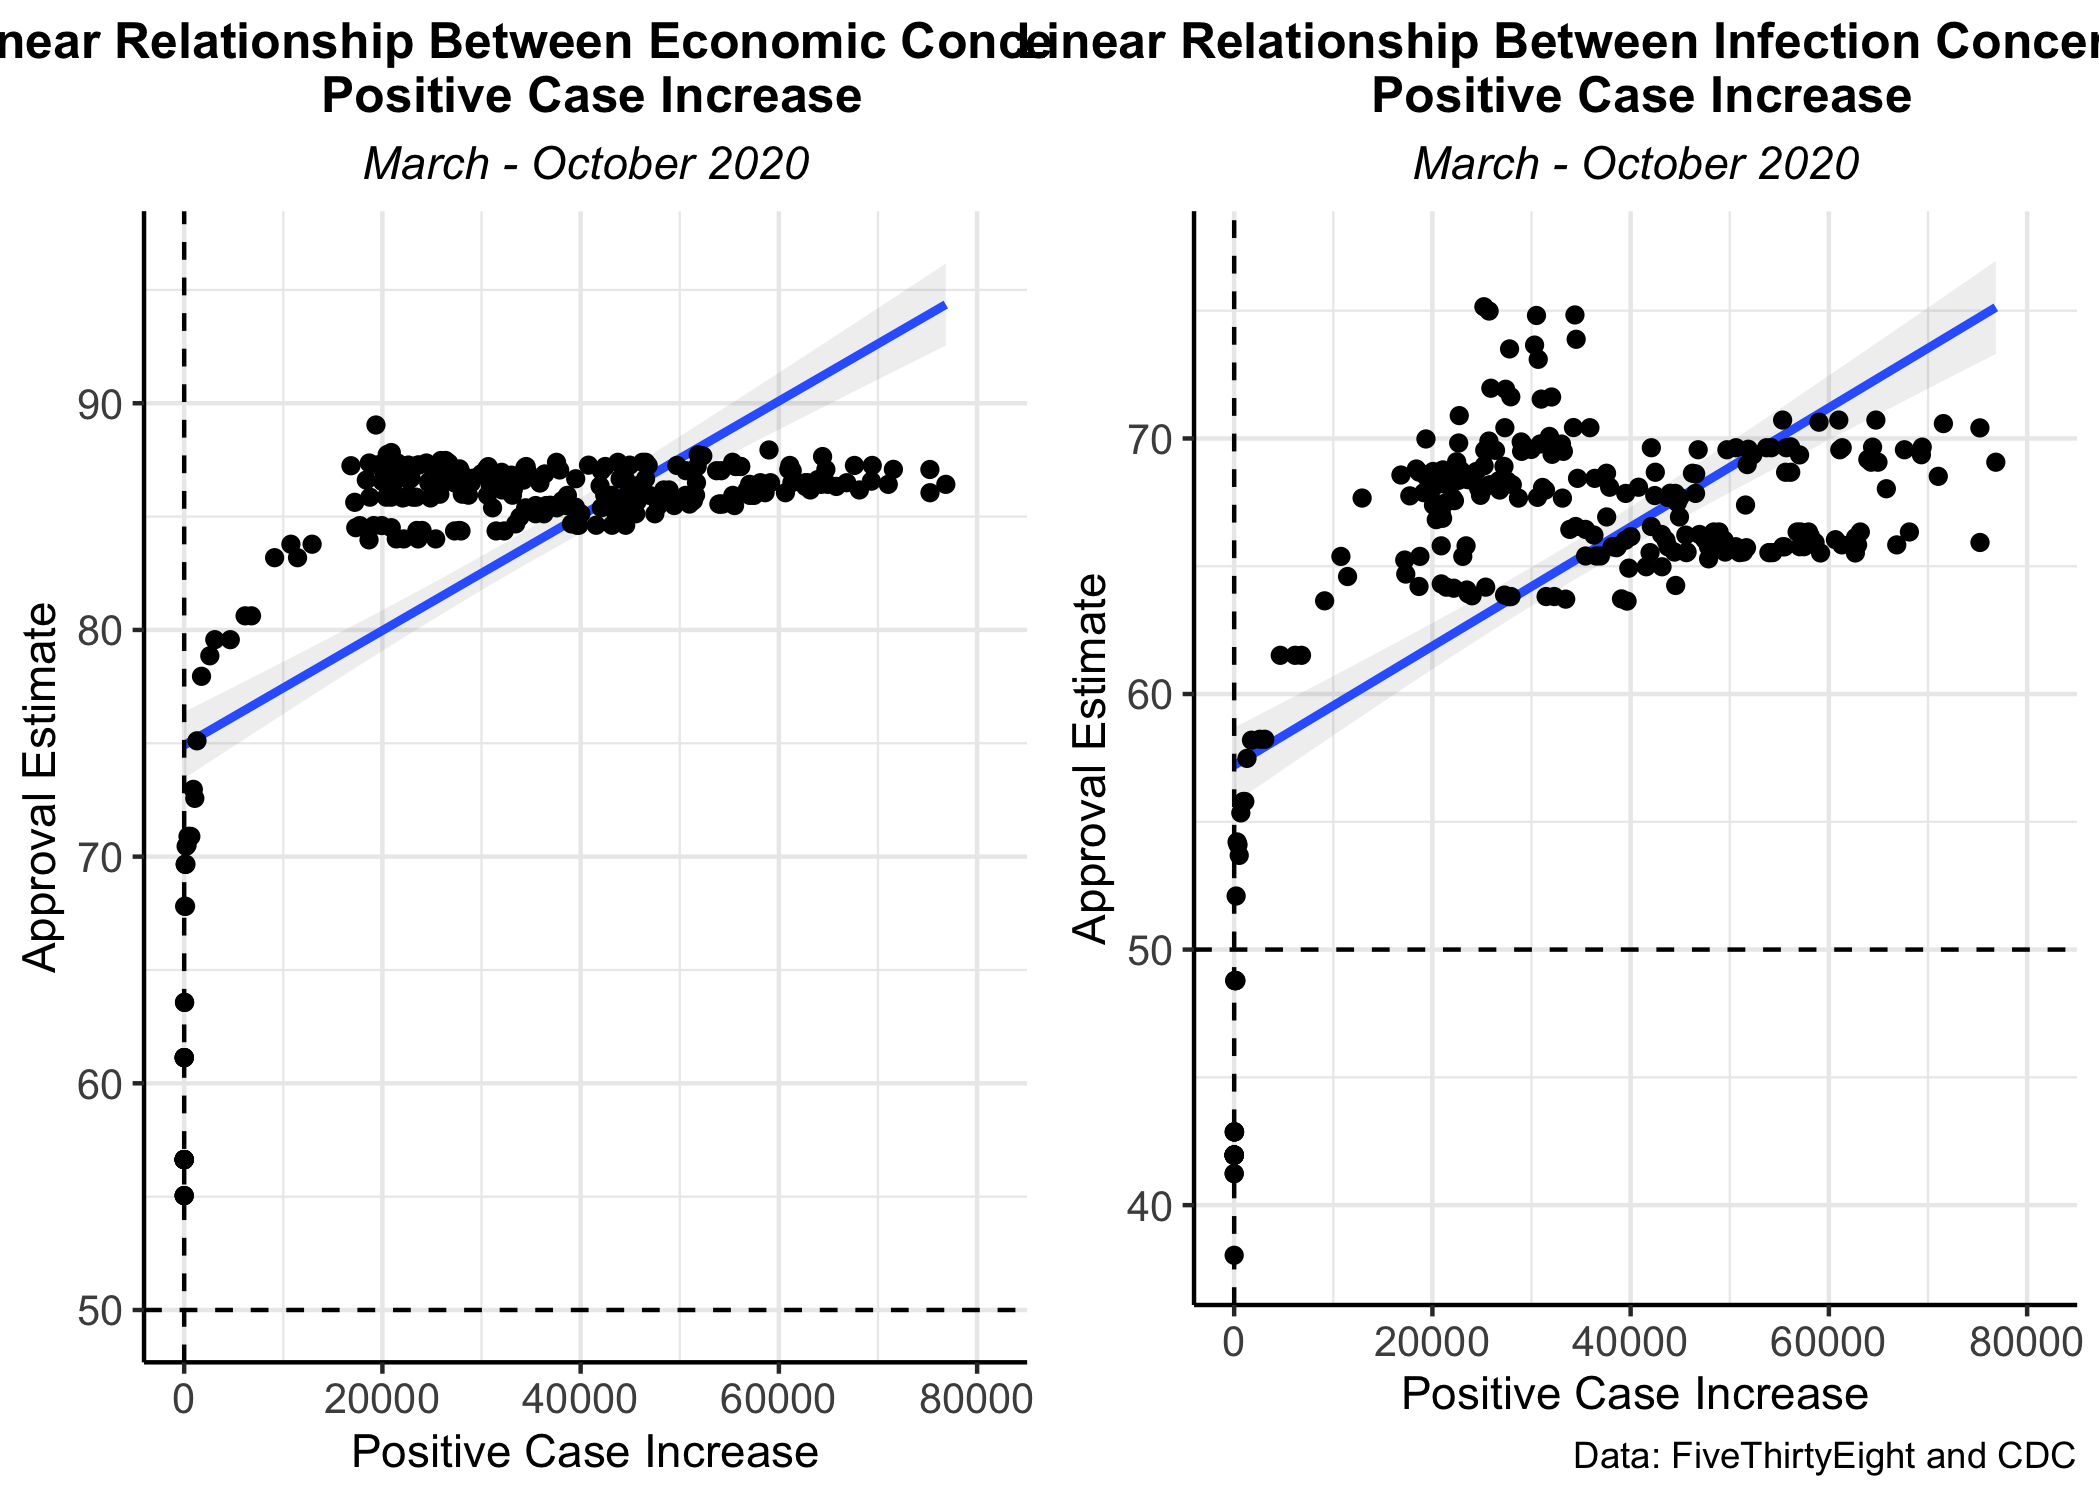 near Relationship Between Economic Conce
Positive Case Increase
March - October 2020
90
80
70
60
50
Approval Estimate
0 20000 40000 60000 80000
Positive Case Increase
Linear Relationship Between Infection Concer
Positive Case Increase
March - October 2020
70
60
50
40
Approval Estimate
0 20000 40000 60000 80000
Positive Case Increase
Data: FiveThirtyEight and CDC